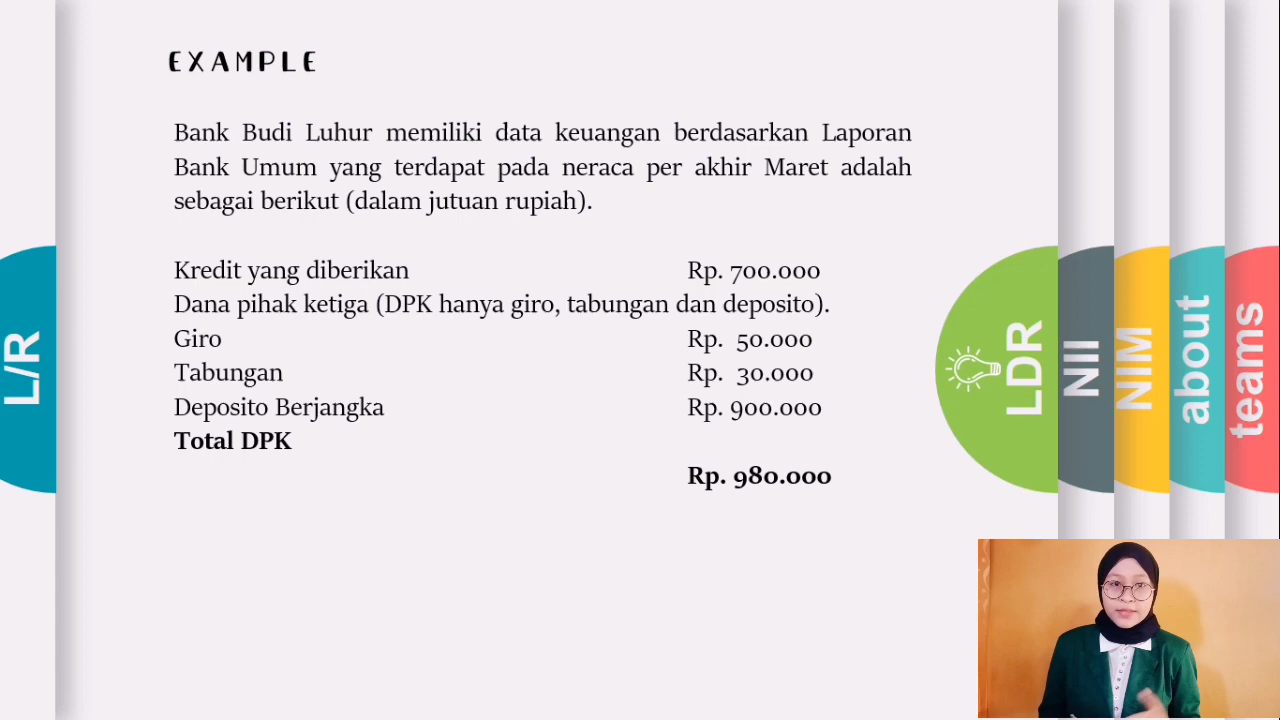 EXAMPLE
Bank Budi Luhur memiliki data keuangan berdasarkan Laporan
Bank Umum yang terdapat pada neraca per akhir Maret adalah
sebagai berikut (dalam jutuan rupiah).
Kredit yang diberikan Rp. 700.000
Dana pihak ketiga (DPK hanya giro, tabungan dan deposito).
Giro Rp. 50.000
Tabungan Rp. 30.000
Deposito Berjangka Rp. 900.000
Total DPK
Rp. 980.000
L/R
LDR
NII
NIM
about
teams